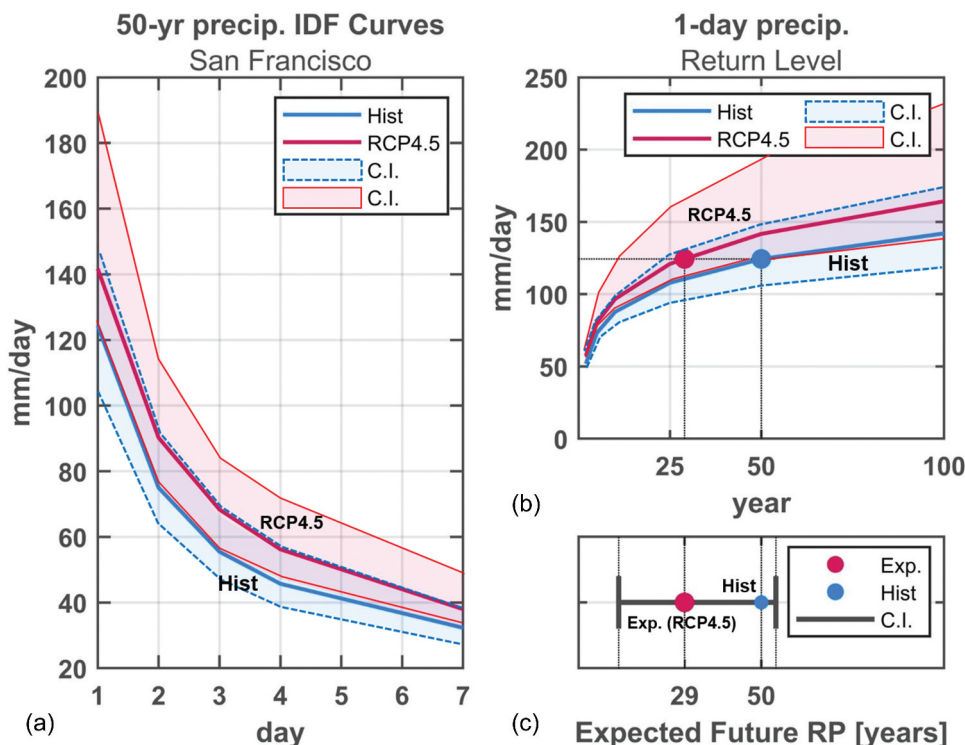 50-yr precip. IDF Curves
San Francisco
200
180
160
140
120
100
80
60
40
20
mm/day
Hist
RCP4.5
C.I.
C.I.
RCP4.5
Hist
1 2 3 4 5 6 7
day
(a)
1-day precip.
Return Level
250
200
150
100
50
0
mm/day
Hist C.I.
RCP4.5 C.I.
RCP4.5
Hist
25 50 100
year
(b)
Exp.
Hist
C.I.
Hist
Exp. (RCP4.5)
29 50
Expected Future RP [years]
(c)